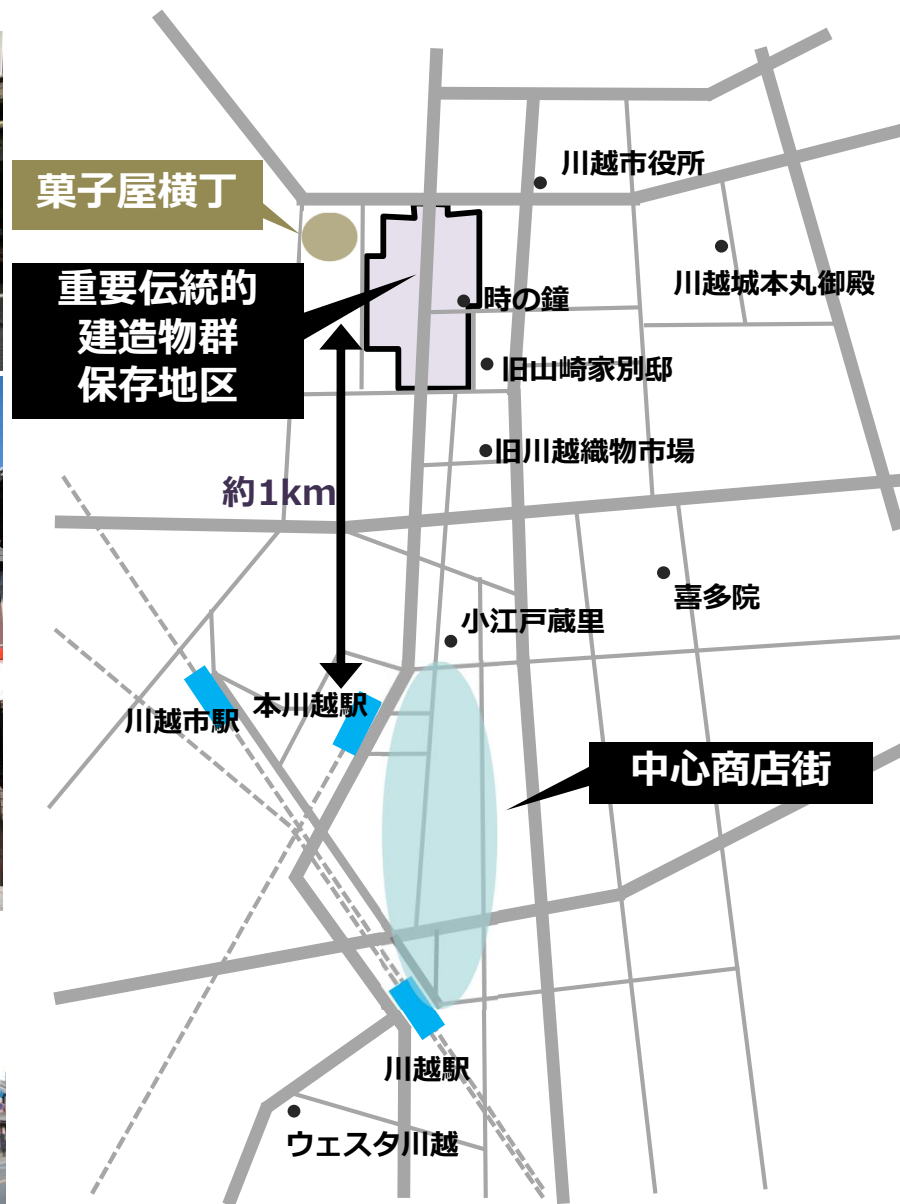 川越市役所
菓子屋横丁
川越城本丸御殿
重要伝統的
建造物群
保存地区
時の鐘
旧山崎家別邸
旧川越織物市場
約1km
喜多院
小江戸蔵里
本川越駅
川越市駅
中心商店街
川越駅
ウェスタ川越